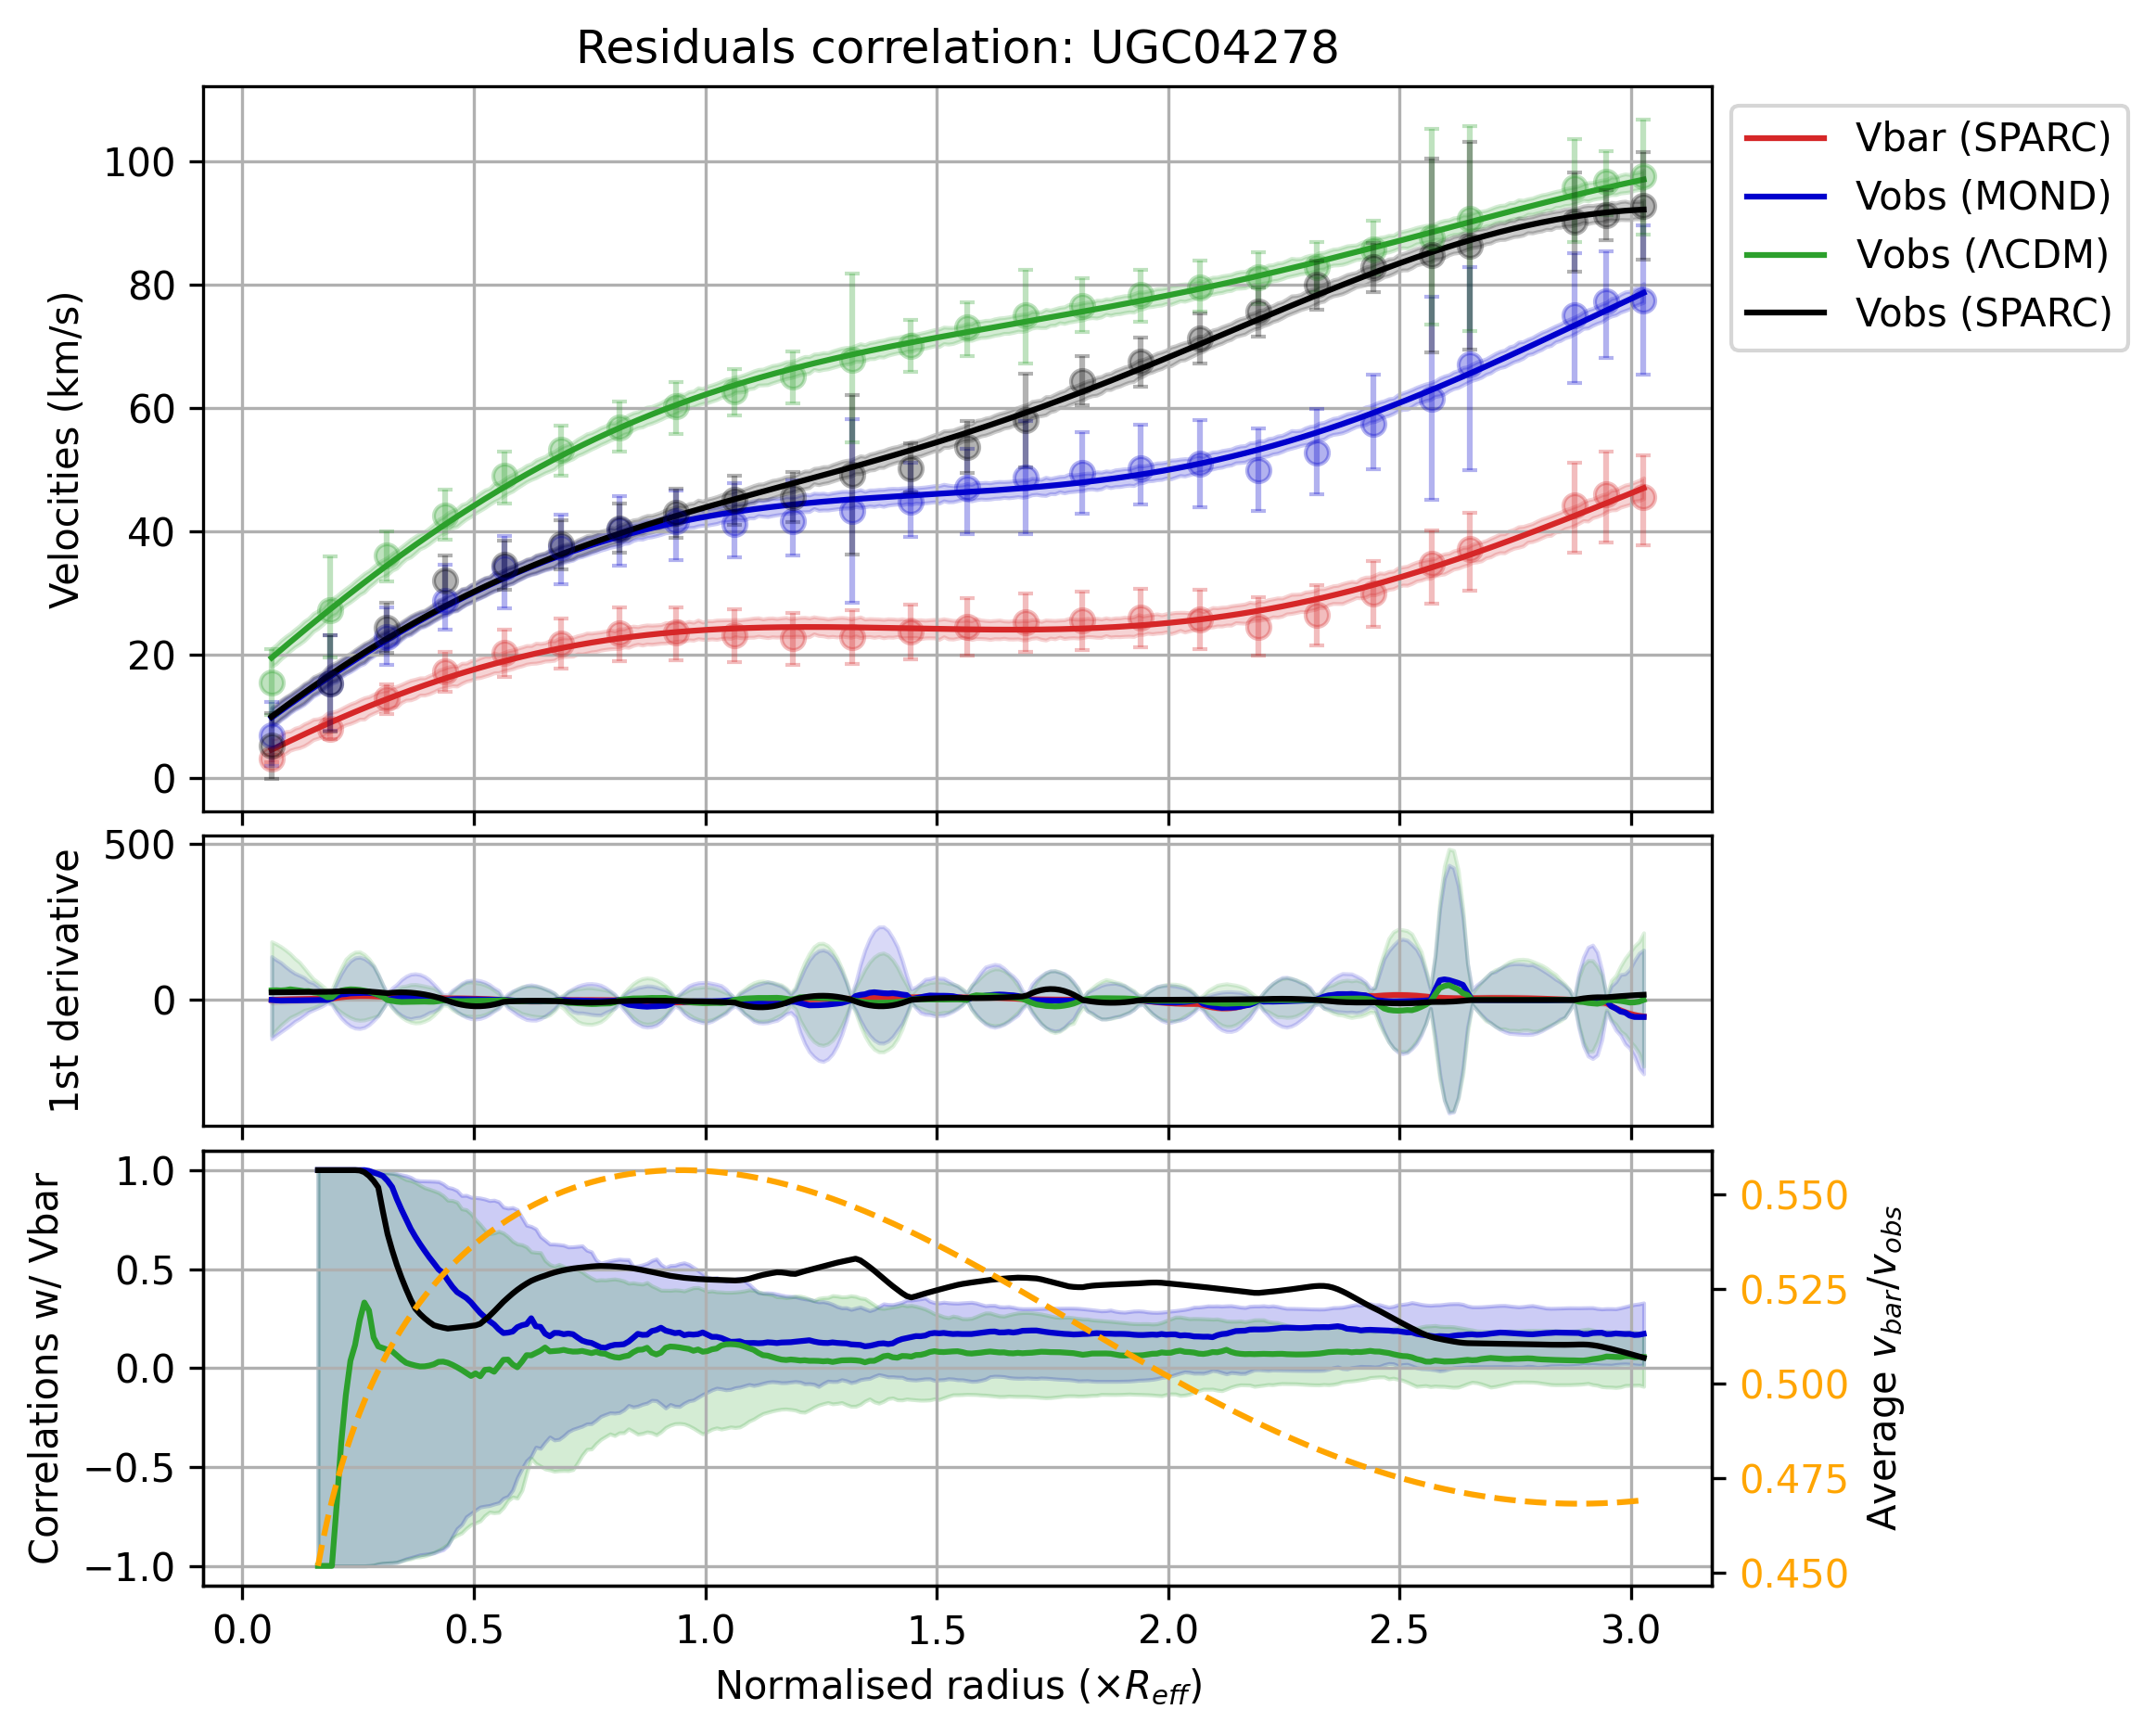 Residuals correlation: UGC04278
100
80
60
40
20
0
Velocities (km/s)
Vbar (SPARC)
Vobs (MOND)
Vobs (ΛCDM)
Vobs (SPARC)
500
0
1st derivative
1.0
0.5
0.0
−0.5
−1.0
Correlations w/ Vbar
0.550
0.525
0.500
0.475
0.450
Average v_bar/v_obs
0.0 0.5 1.0 1.5 2.0 2.5 3.0
Normalised radius (×R_eff)